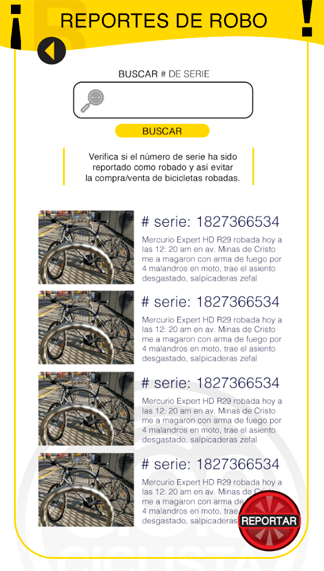 ¡ REPORTES DE ROBO !
BUSCAR # DE SERIE
BUSCAR
Verifica si el número de serie ha sido
reportado como robado y así evitar
la compra/venta de bicicletas robadas.
# serie: 1827366534
Mercurio Expert HD R29 robada hoy a
las 12: 20 am en av. Minas de Cristo
me a magaron con arma de fuego por
4 malandros en moto, trae el asiento
desgastado, salpicaderas zefal
# serie: 1827366534
Mercurio Expert HD R29 robada hoy a
las 12: 20 am en av. Minas de Cristo
me a magaron con arma de fuego por
4 malandros en moto, trae el asiento
desgastado, salpicaderas zefal
# serie: 1827366534
Mercurio Expert HD R29 robada hoy a
las 12: 20 am en av. Minas de Cristo
me a magaron con arma de fuego por
4 malandros en moto, trae el asiento
desgastado, salpicaderas zefal
# serie: 1827366534
Mercurio Expert HD R29 robada hoy a
las 12: 20 am en av. Minas de Cristo
me a magaron con arma de fuego
4 malandros en moto, trae
desgastado, salpicaderas
REPORTAR
CICLISTA